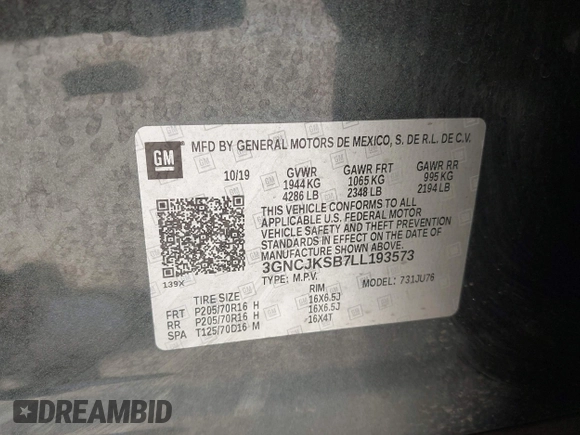 GM
MFD BY GENERAL MOTORS DE MEXICO, S. DE R.L. DE C.V.
10/19 GVWR GAWR FRT GAWR RR
1944 KG 1065 KG 995 KG
4286 LB 2348 LB 2194 LB
THIS VEHICLE CONFORMS TO ALL
APPLICABLE U.S. FEDERAL MOTOR
VEHICLE SAFETY AND THEFT PREVENTION
STANDARDS IN EFFECT ON THE DATE OF
MANUFACTURE SHOWN ABOVE.
3GNCJKSB7LL193573
139X TYPE: M.P.V. MODEL: 731JU76
TIRE SIZE RIM
FRT P205/70R16 H 16X6.5J
RR P205/70R16 H 16X6.5J
SPA T125/70D16 M 16X4T
DREAMBID